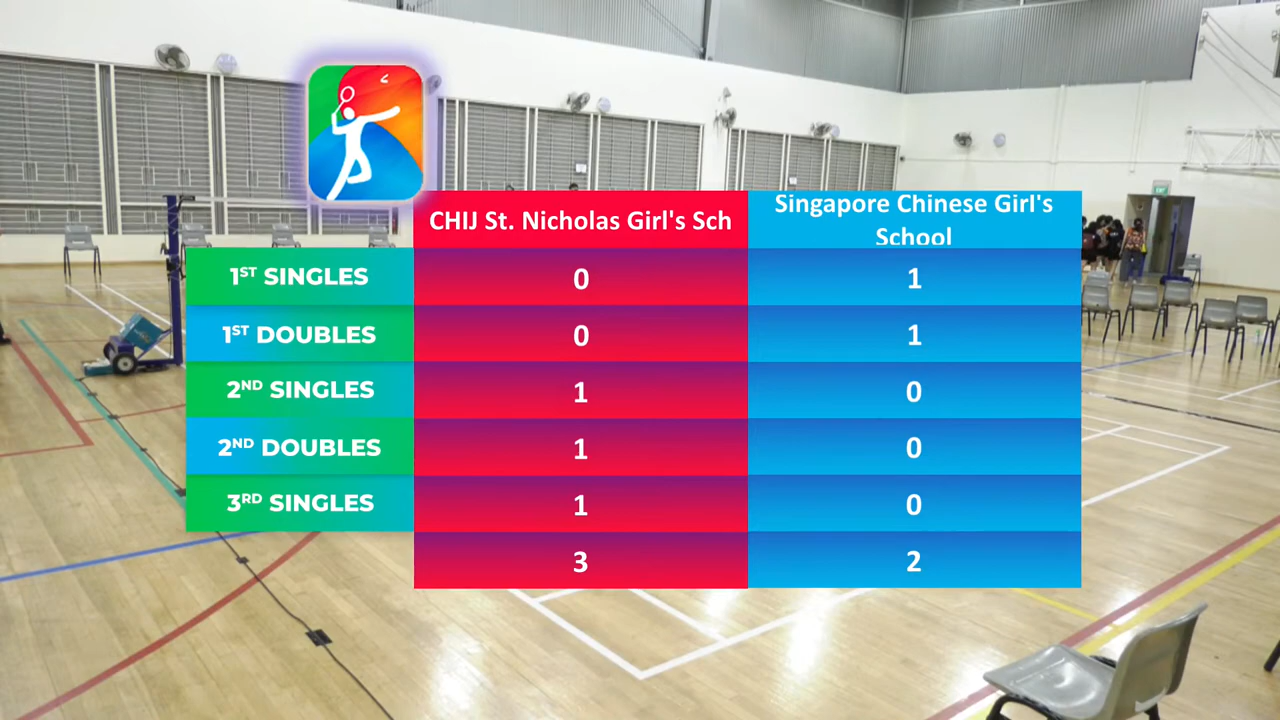 CHIJ St. Nicholas Girl's Sch
Singapore Chinese Girl's
School
1ST SINGLES 0 1
1ST DOUBLES 0 1
2ND SINGLES 1 0
2ND DOUBLES 1 0
3RD SINGLES 1 0
3 2